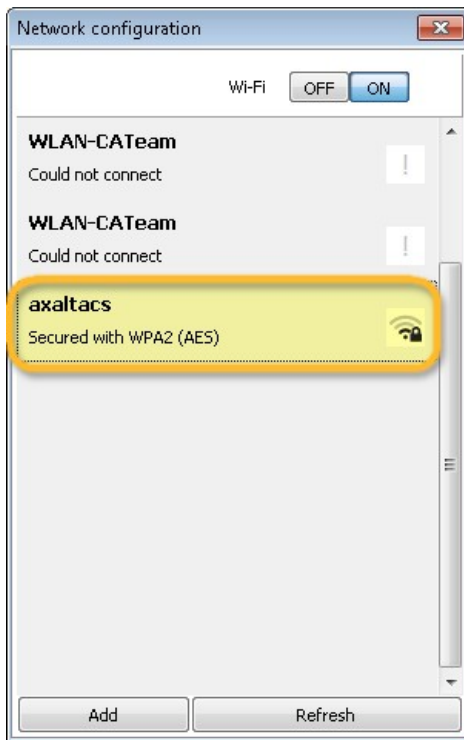 Network configuration
Wi-Fi OFF ON
WLAN-CATeam
Could not connect
WLAN-CATeam
Could not connect
axaltacs
Secured with WPA2 (AES)
Add Refresh